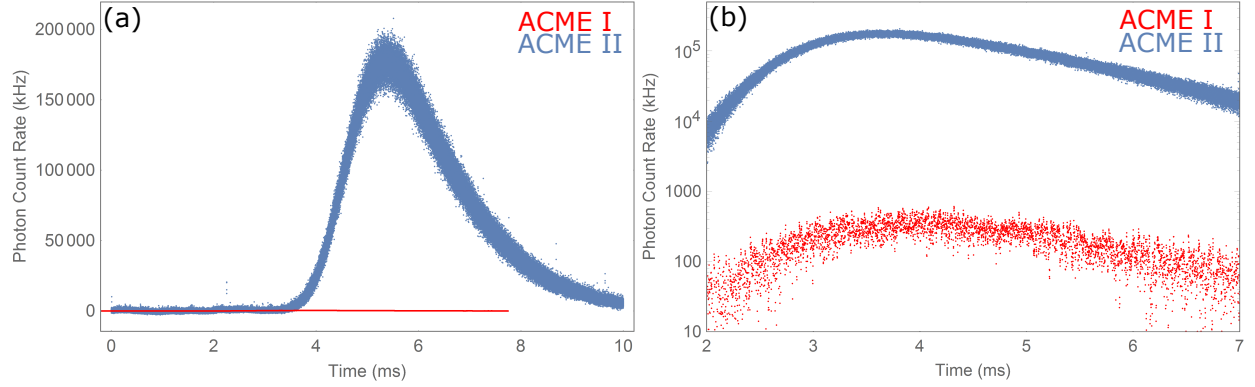 (a)
ACME I
ACME II
200 000
150 000
100 000
50 000
0
Photon Count Rate (kHz)
0 2 4 6 8 10
Time (ms)
(b)
ACME I
ACME II
10⁵
10⁴
1000
100
10
Photon Count Rate (kHz)
2 3 4 5 6 7
Time (ms)